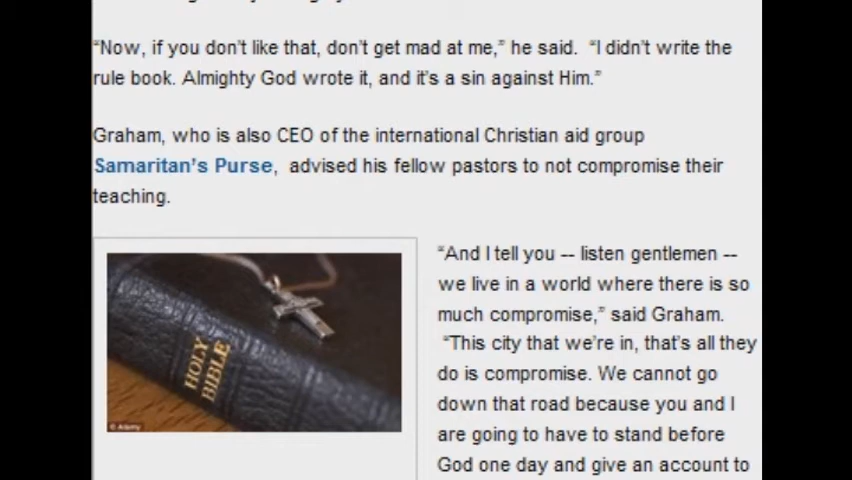 “Now, if you don’t like that, don’t get mad at me,” he said.  “I didn’t write the
rule book. Almighty God wrote it, and it’s a sin against Him.”
Graham, who is also CEO of the international Christian aid group
Samaritan’s Purse,  advised his fellow pastors to not compromise their
teaching.
HOLY
BIBLE
© Alamy
“And I tell you -- listen gentlemen --
we live in a world where there is so
much compromise,” said Graham.
“This city that we’re in, that’s all they
do is compromise. We cannot go
down that road because you and I
are going to have to stand before
God one day and give an account to